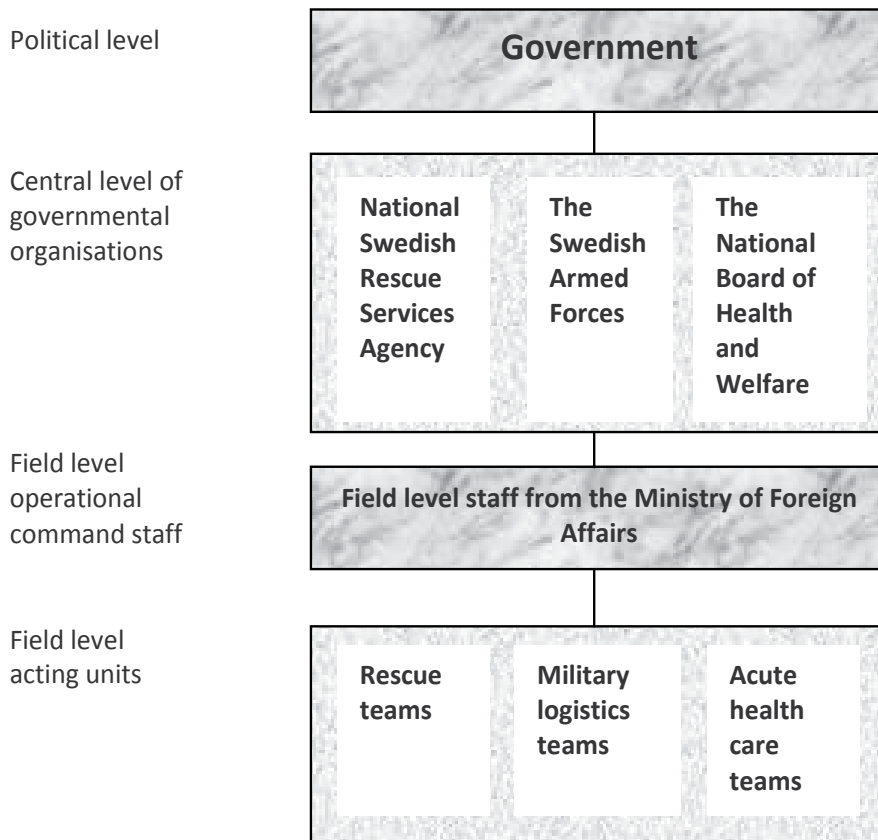 Political level
Government
Central level of
governmental
organisations
National
Swedish
Rescue
Services
Agency
The
Swedish
Armed
Forces
The
National
Board of
Health
and
Welfare
Field level
operational
command staff
Field level staff from the Ministry of Foreign
Affairs
Field level
acting units
Rescue
teams
Military
logistics
teams
Acute
health
care
teams